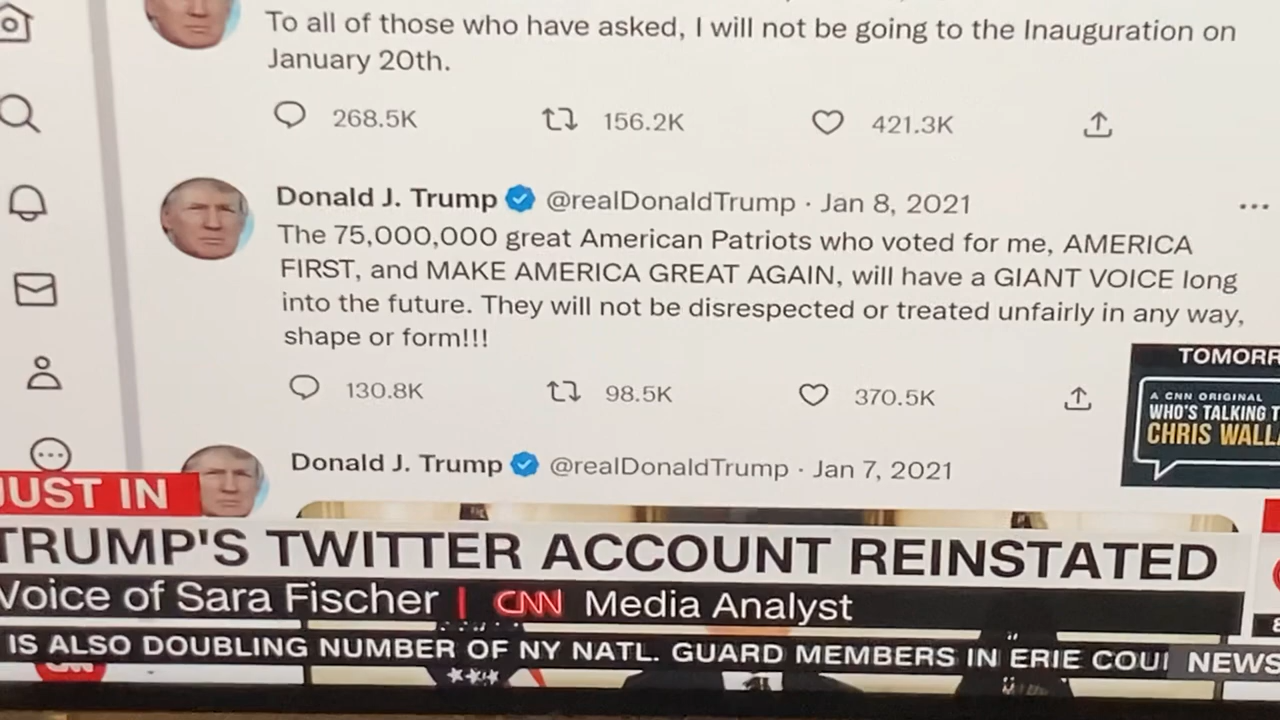 To all of those who have asked, I will not be going to the Inauguration on
January 20th.
268.5K 156.2K 421.3K
Donald J. Trump @realDonaldTrump · Jan 8, 2021
The 75,000,000 great American Patriots who voted for me, AMERICA
FIRST, and MAKE AMERICA GREAT AGAIN, will have a GIANT VOICE long
into the future. They will not be disrespected or treated unfairly in any way,
shape or form!!!
130.8K 98.5K 370.5K
TOMORR
A CNN ORIGINAL
WHO'S TALKING T
CHRIS WALL
Donald J. Trump @realDonaldTrump · Jan 7, 2021
JUST IN
TRUMP'S TWITTER ACCOUNT REINSTATED
Voice of Sara Fischer | CNN Media Analyst
IS ALSO DOUBLING NUMBER OF NY NATL. GUARD MEMBERS IN ERIE COU
NEWS